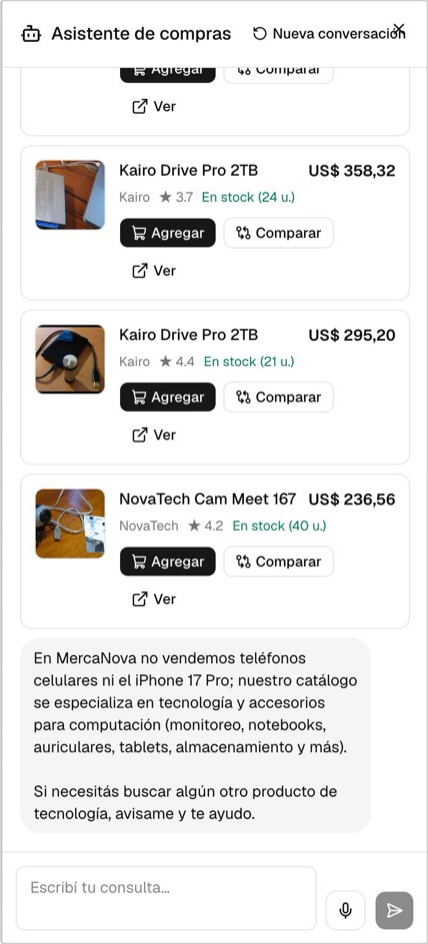 Asistente de compras
Nueva conversación
Agregar
Comparar
Ver
Kairo Drive Pro 2TB
US$ 358,32
Kairo ★ 3.7 En stock (24 u.)
Agregar
Comparar
Ver
Kairo Drive Pro 2TB
US$ 295,20
Kairo ★ 4.4 En stock (21 u.)
Agregar
Comparar
Ver
NovaTech Cam Meet 167
US$ 236,56
NovaTech ★ 4.2 En stock (40 u.)
Agregar
Comparar
Ver
En MercaNova no vendemos teléfonos
celulares ni el iPhone 17 Pro; nuestro catálogo
se especializa en tecnología y accesorios
para computación (monitoreo, notebooks,
auriculares, tablets, almacenamiento y más).
Si necesitás buscar algún otro producto de
tecnología, avisame y te ayudo.
Escribí tu consulta...